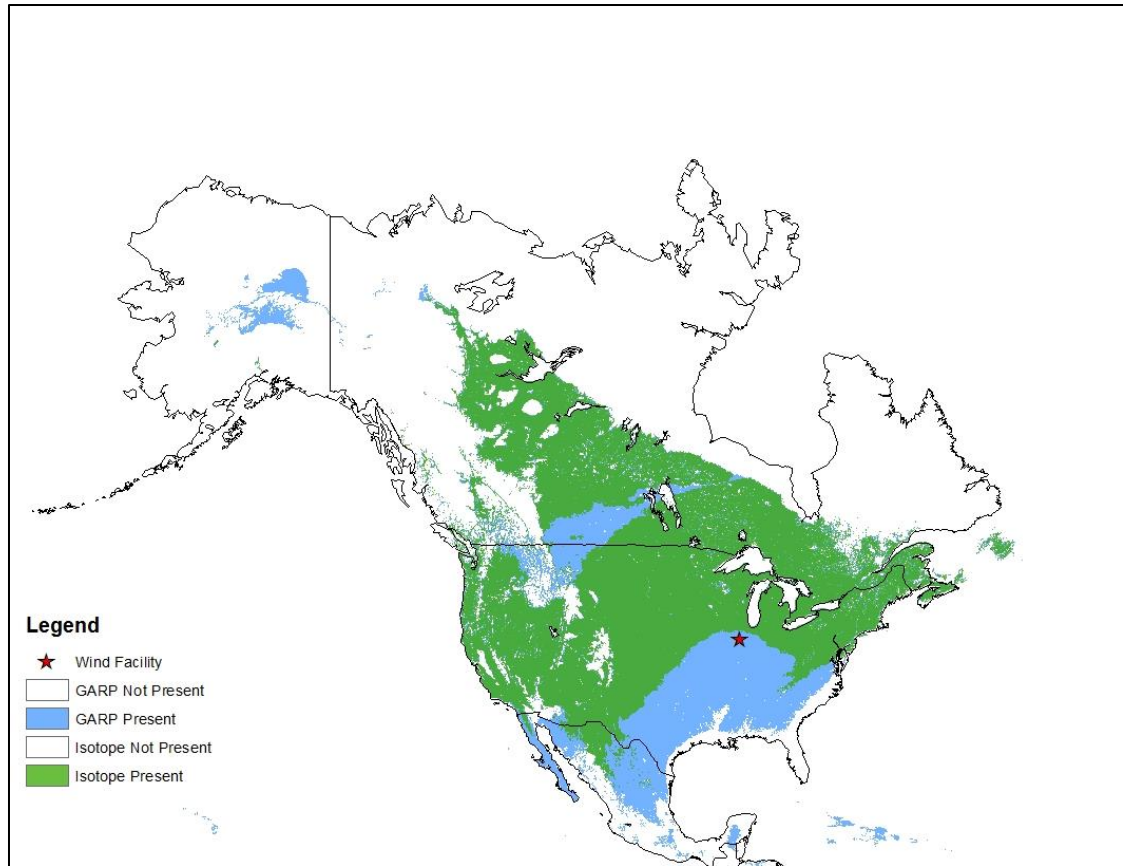 Legend
Wind Facility
GARP Not Present
GARP Present
Isotope Not Present
Isotope Present